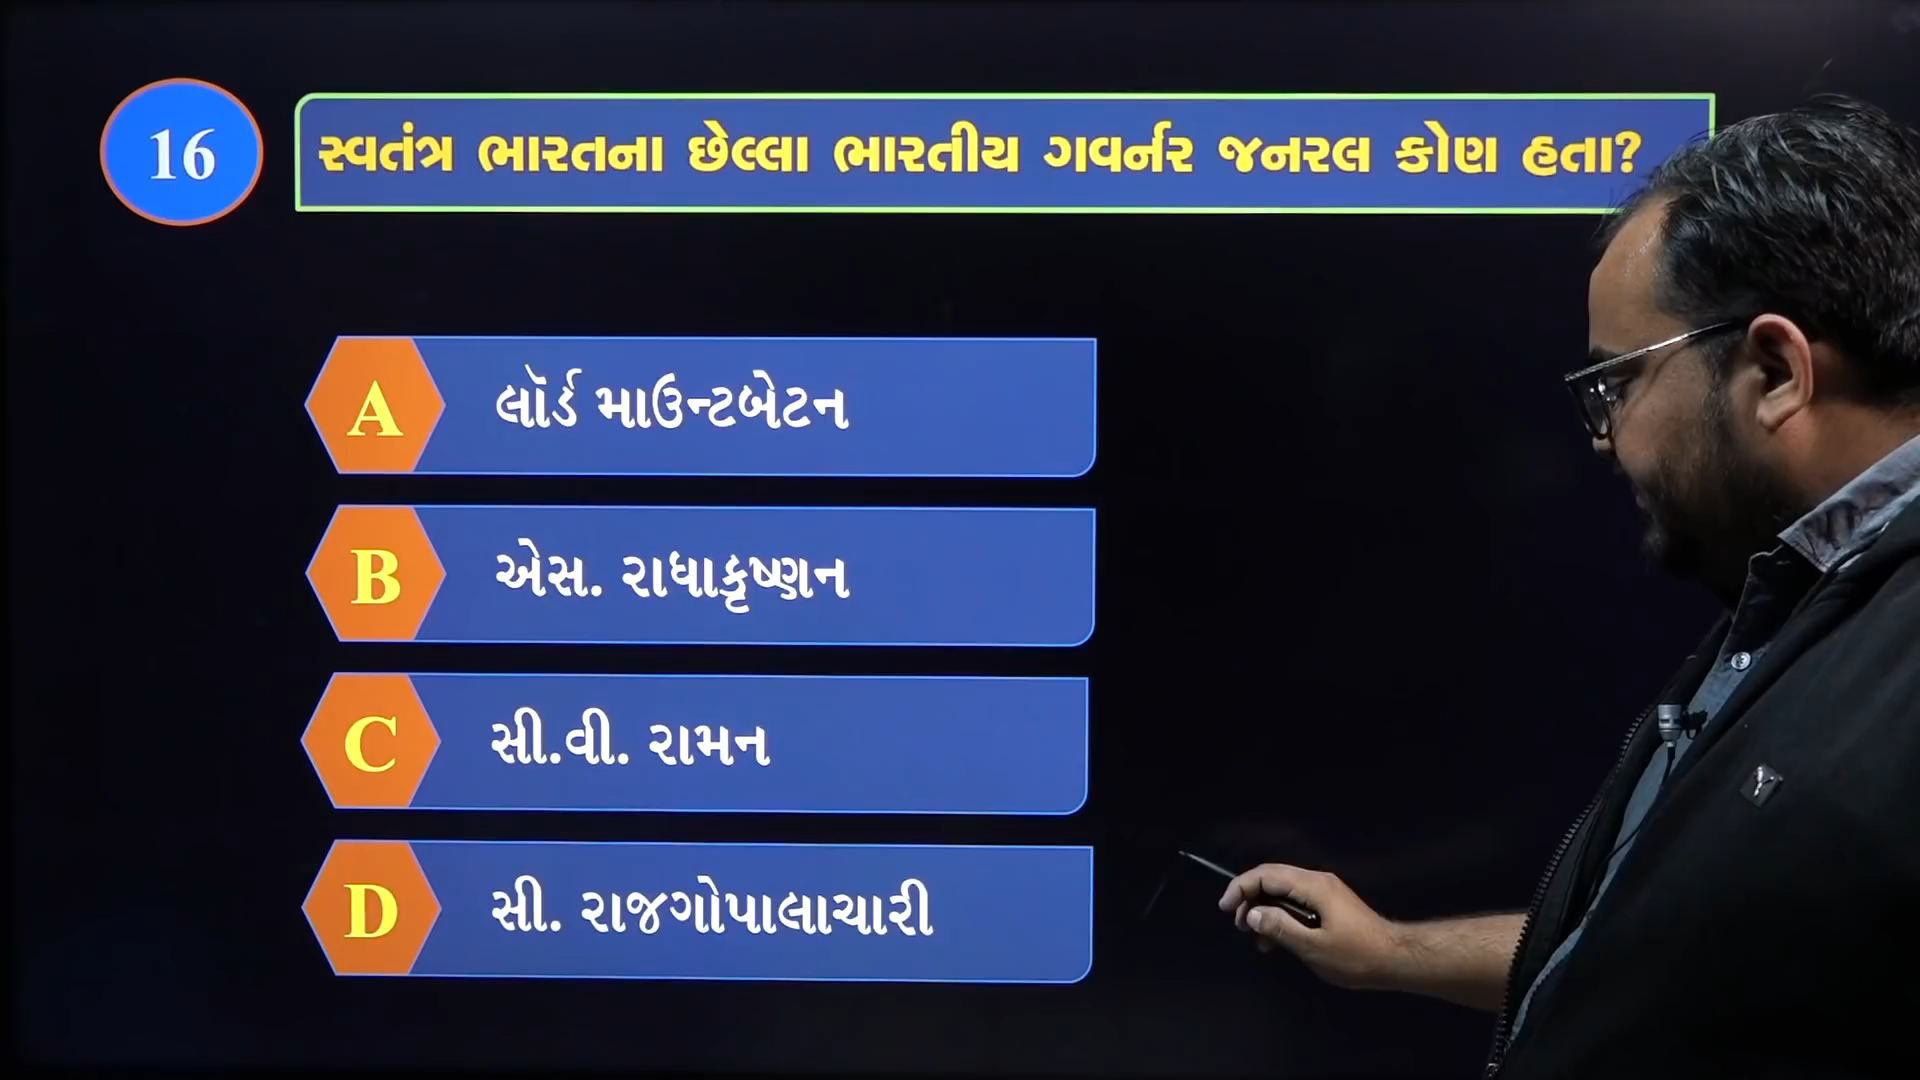 16
સ્વતંત્ર ભારતના છેલ્લા ભારતીય ગવર્નર જનરલ કોણ હતા?
A
લૉર્ડ માઉન્ટબેટન
B
એસ. રાધાકૃષ્ણન
C
સી.વી. રામન
D
સી. રાજગોપાલાચારી